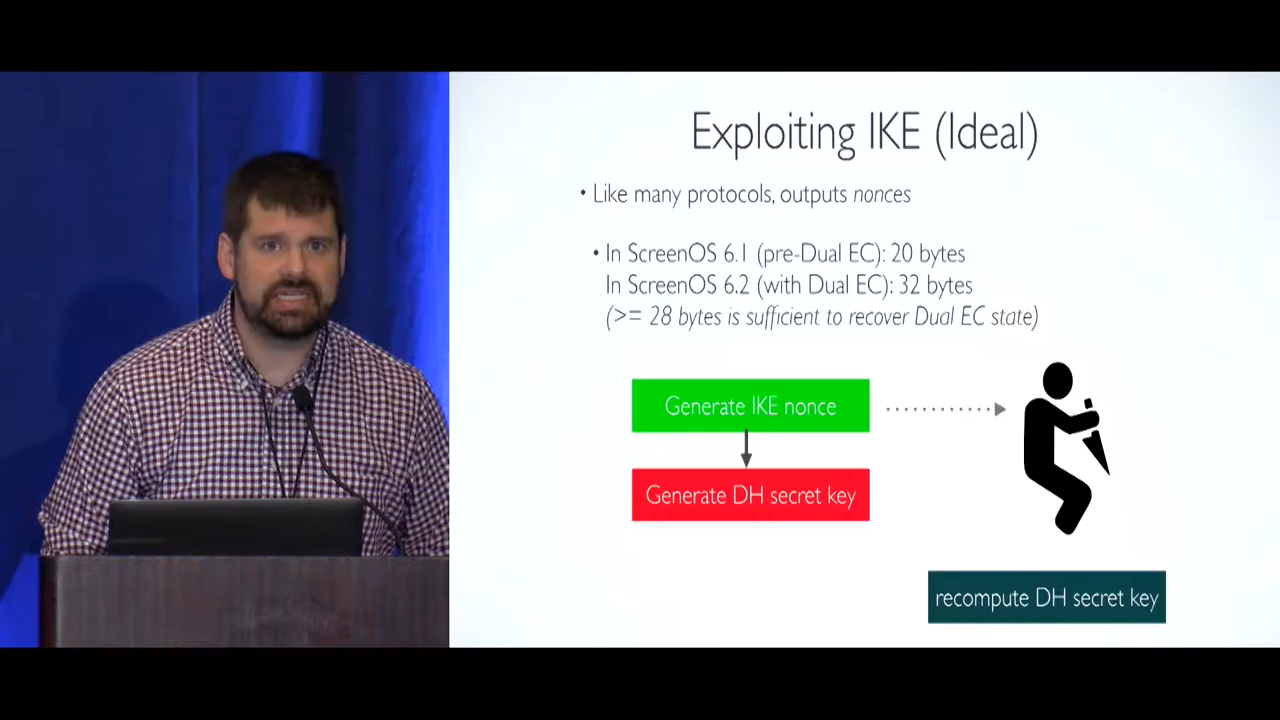 Exploiting IKE (Ideal)
• Like many protocols, outputs nonces
• In ScreenOS 6.1 (pre-Dual EC): 20 bytes
In ScreenOS 6.2 (with Dual EC): 32 bytes
(>= 28 bytes is sufficient to recover Dual EC state)
Generate IKE nonce
Generate DH secret key
recompute DH secret key